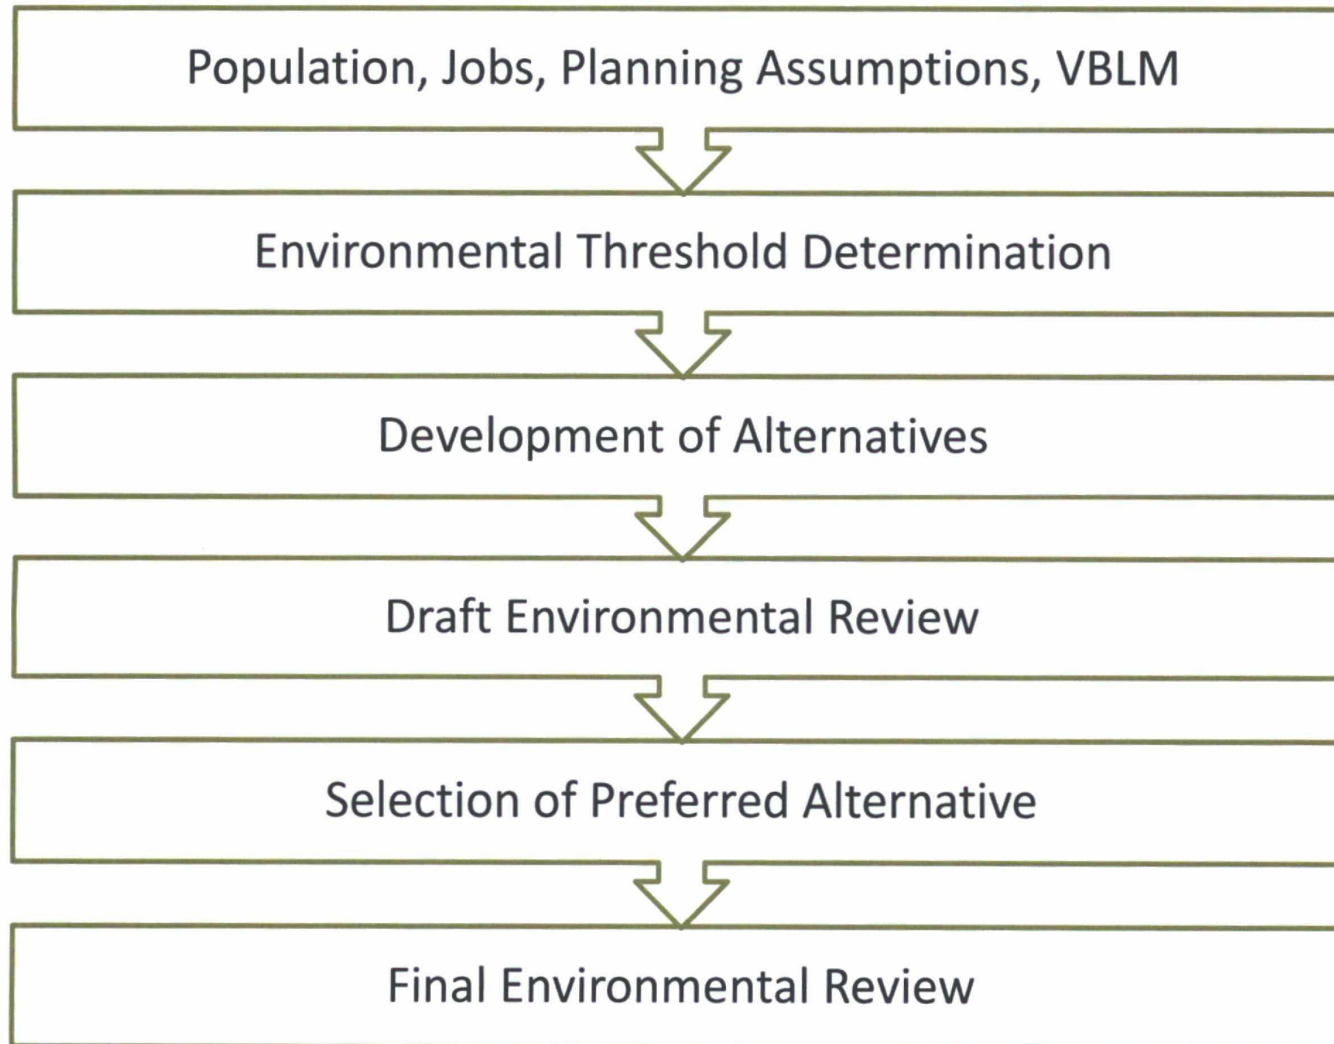 Population, Jobs, Planning Assumptions, VBLM
Environmental Threshold Determination
Development of Alternatives
Draft Environmental Review
Selection of Preferred Alternative
Final Environmental Review